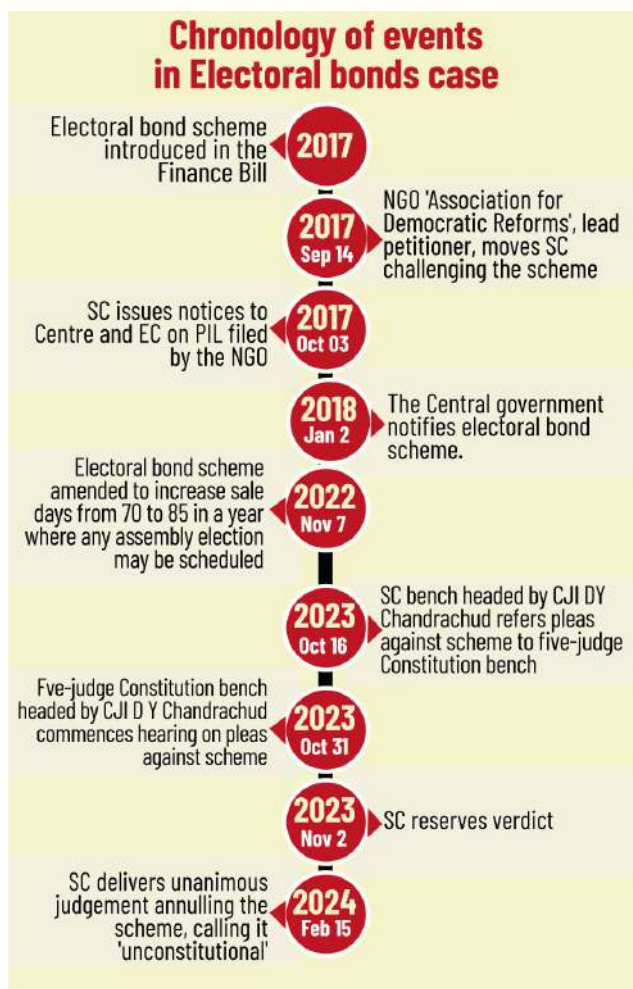 Chronology of events
in Electoral bonds case
2017
Electoral bond scheme
introduced in the
Finance Bill
2017
Sep 14
NGO 'Association for
Democratic Reforms', lead
petitioner, moves SC
challenging the scheme
2017
Oct 03
SC issues notices to
Centre and EC on PIL filed
by the NGO
2018
Jan 2
The Central government
notifies electoral bond
scheme.
2022
Nov 7
Electoral bond scheme
amended to increase sale
days from 70 to 85 in a year
where any assembly election
may be scheduled
2023
Oct 16
SC bench headed by CJI DY
Chandrachud refers pleas
against scheme to five-judge
Constitution bench
2023
Oct 31
Fve-judge Constitution bench
headed by CJI D Y Chandrachud
commences hearing on pleas
against scheme
2023
Nov 2
SC reserves verdict
2024
Feb 15
SC delivers unanimous
judgement annulling the
scheme, calling it
'unconstitutional'